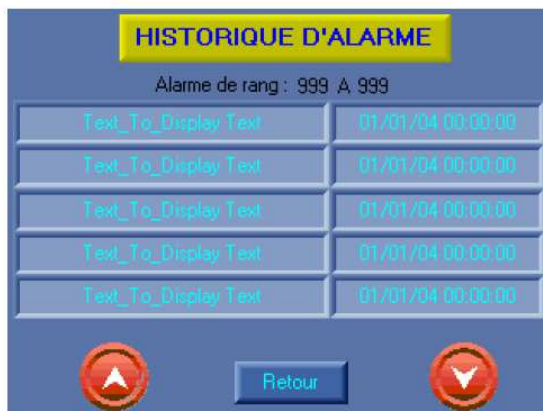 HISTORIQUE D'ALARME
Alarme de rang : 999 A 999
Text_To_Display Text 01/01/04 00:00:00
Text_To_Display Text 01/01/04 00:00:00
Text_To_Display Text 01/01/04 00:00:00
Text_To_Display Text 01/01/04 00:00:00
Text_To_Display Text 01/01/04 00:00:00
Retour